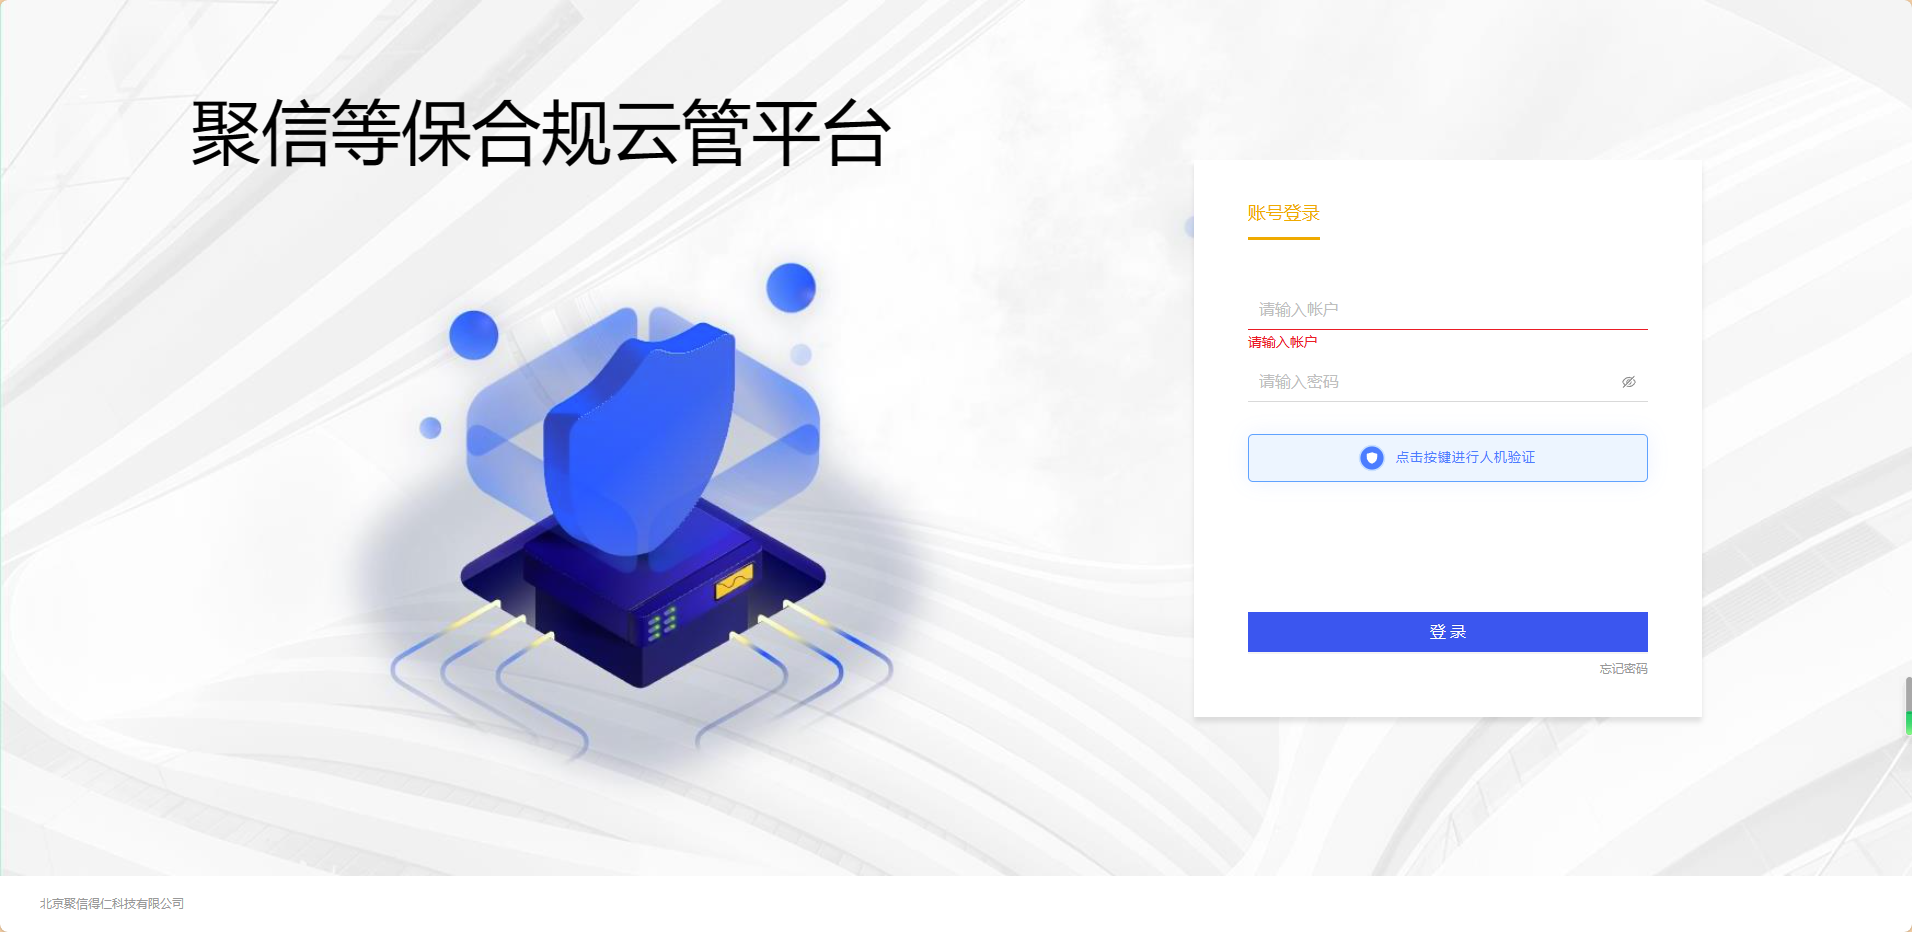 聚信等保合规云管平台
账号登录
请输入帐户
请输入帐户
请输入密码
点击按键进行人机验证
登录
忘记密码
北京聚信得仁科技有限公司